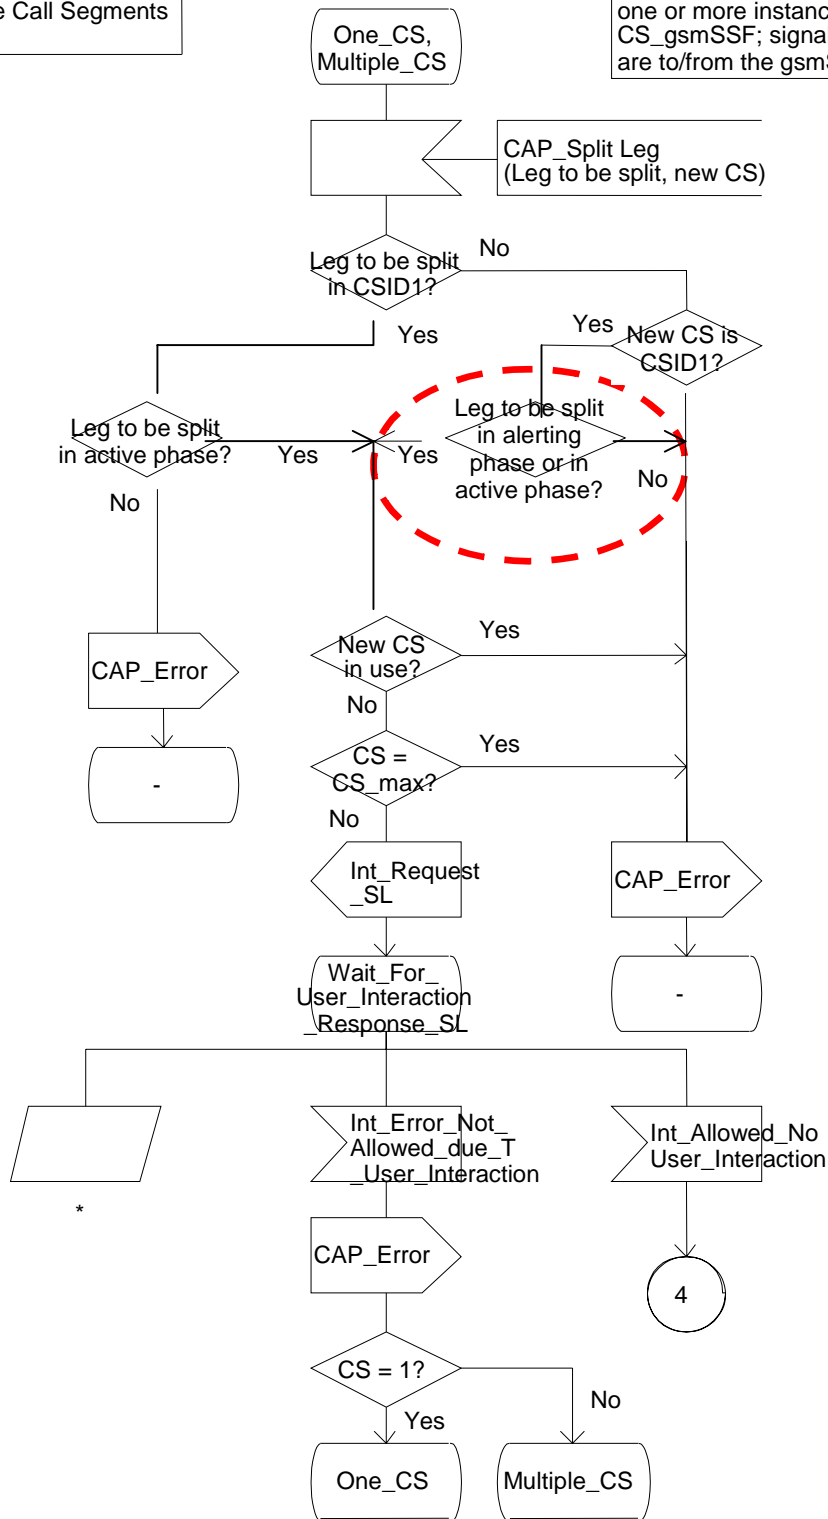 e Call Segments
one or more instanc
CS_gsmSSF; signal
are to/from the gsmS
One_CS,
Multiple_CS
CAP_Split Leg
(Leg to be split, new CS)
Leg to be split
in CSID1?
No
Yes
New CS is
CSID1?
Yes
Leg to be split
in active phase?
Yes
No
Yes
Leg to be split
in alerting
phase or in
active phase?
No
New CS
in use?
Yes
No
CAP_Error
-
CS =
CS_max?
Yes
No
Int_Request
_SL
CAP_Error
Wait_For_
User_Interaction
_Response_SL
-
*
Int_Error_Not_
Allowed_due_T
_User_Interaction
Int_Allowed_No
User_Interaction
CAP_Error
4
CS = 1?
No
Yes
One_CS
Multiple_CS